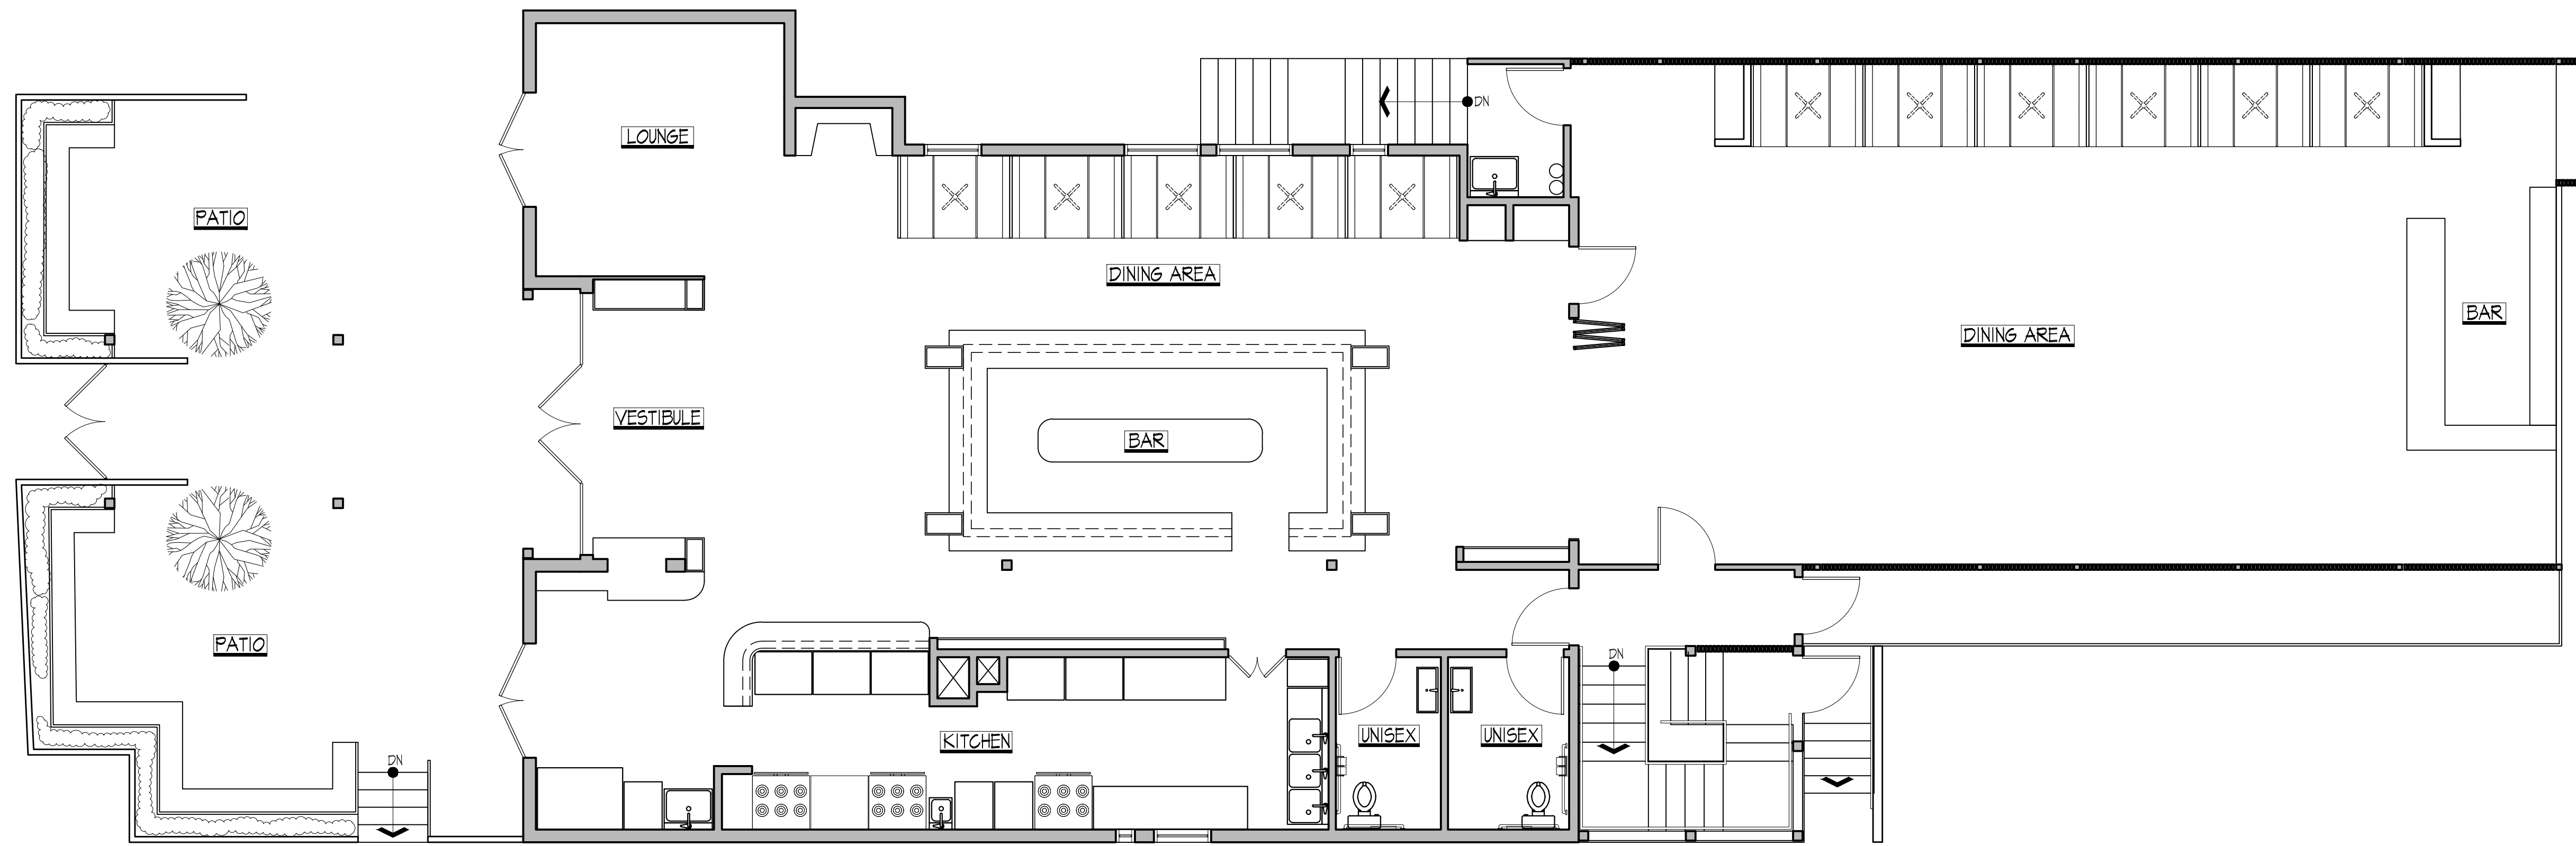 LOUNGE
DN
PATIO
DINING AREA
BAR
DINING AREA
VESTIBULE
BAR
PATIO
DN
KITCHEN
UNISEX
UNISEX
DN